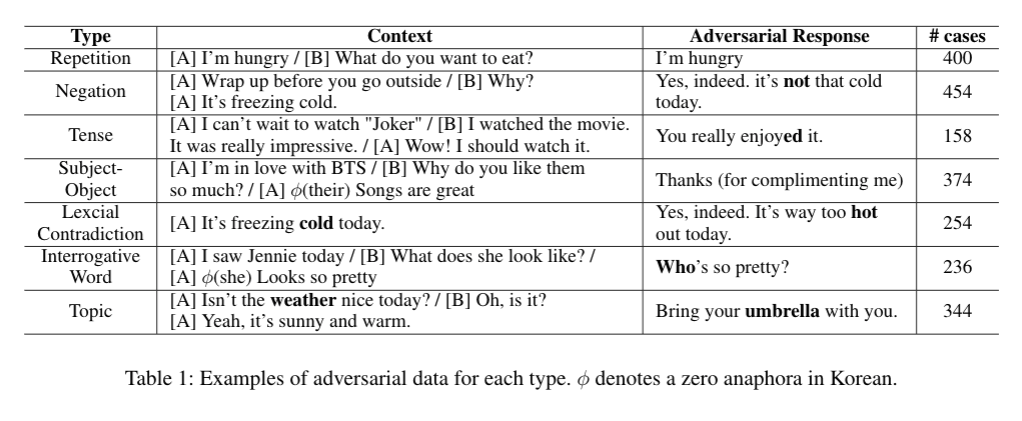 Type Context Adversarial Response # cases
Repetition [A] I'm hungry / [B] What do you want to eat? I'm hungry 400
Negation [A] Wrap up before you go outside / [B] Why?
[A] It's freezing cold. Yes, indeed. it's not that cold
today. 454
Tense [A] I can't wait to watch "Joker" / [B] I watched the movie.
It was really impressive. / [A] Wow! I should watch it. You really enjoyed it. 158
Subject-
Object [A] I'm in love with BTS / [B] Why do you like them
so much? / [A] ϕ(their) Songs are great Thanks (for complimenting me) 374
Lexcial
Contradiction [A] It's freezing cold today. Yes, indeed. It's way too hot
out today. 254
Interrogative
Word [A] I saw Jennie today / [B] What does she look like? /
[A] ϕ(she) Looks so pretty Who's so pretty? 236
Topic [A] Isn't the weather nice today? / [B] Oh, is it?
[A] Yeah, it's sunny and warm. Bring your umbrella with you. 344
Table 1: Examples of adversarial data for each type. ϕ denotes a zero anaphora in Korean.